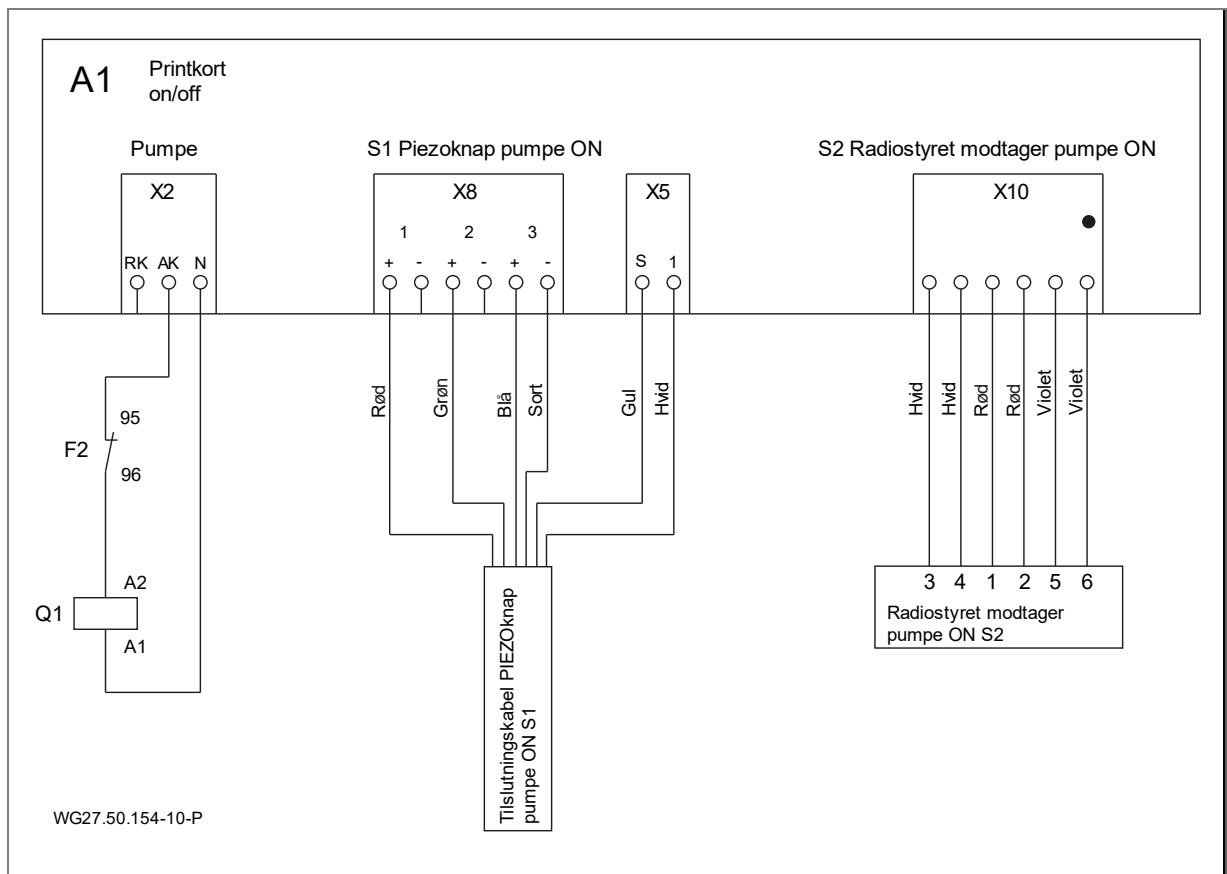 A1
Printkort
on/off
Pumpe
S1 Piezoknap pumpe ON
S2 Radiostyret modtager pumpe ON
X2
X8
X5
X10
1 2 3
RK AK N
+ - + - + -
S 1
Rød
Grøn
Blå
Sort
Gul
Hvid
Hvid
Hvid
Rød
Rød
Violet
Violet
95
F2
96
A2
Q1
A1
3 4 1 2 5 6
Radiostyret modtager
pumpe ON S2
Tilslutningskabel PIEZOknap
pumpe ON S1
WG27.50.154-10-P